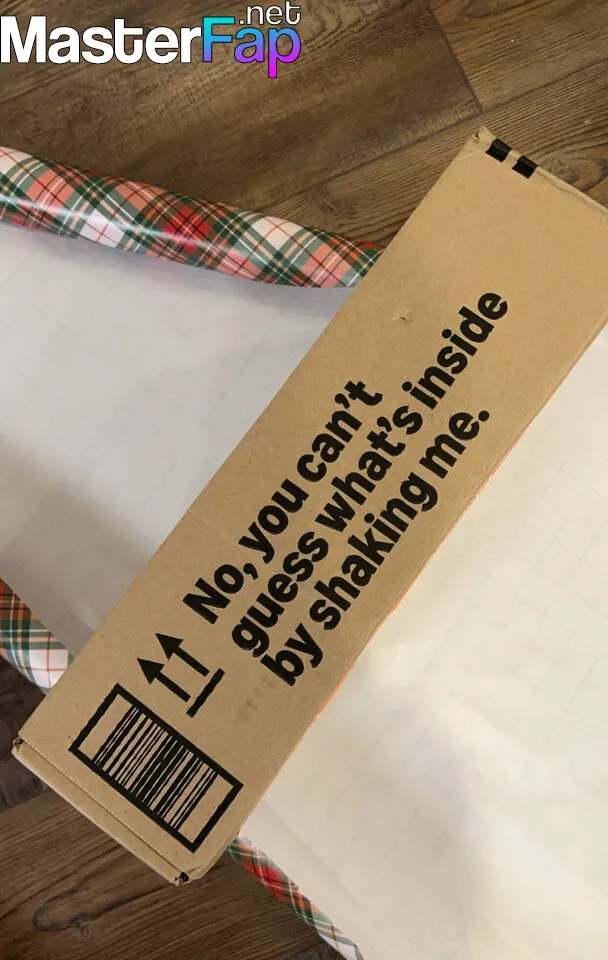 MasterFap.net
No, you can't
guess what's inside
by shaking me.